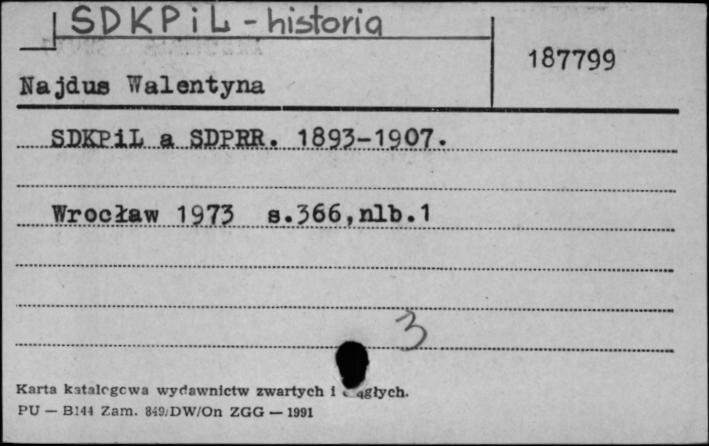 SDKPiL - historia
187799
Najdus Walentyna
SDKPiL a SDPRR. 1893-1907.
Wrocław 1973 s.366,nlb.1
3
Karta katalogowa wydawnictw zwartych i
PU — B144 Zam. 849/DW/On ZGG — 1991